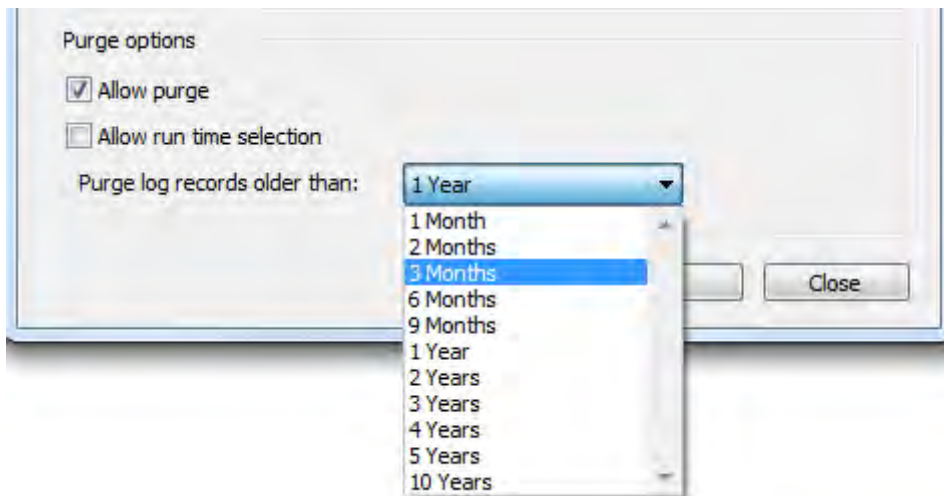 Purge options
Allow purge
Allow run time selection
Purge log records older than: 1 Year
1 Month
2 Months
3 Months
6 Months
Close
9 Months
1 Year
2 Years
3 Years
4 Years
5 Years
10 Years